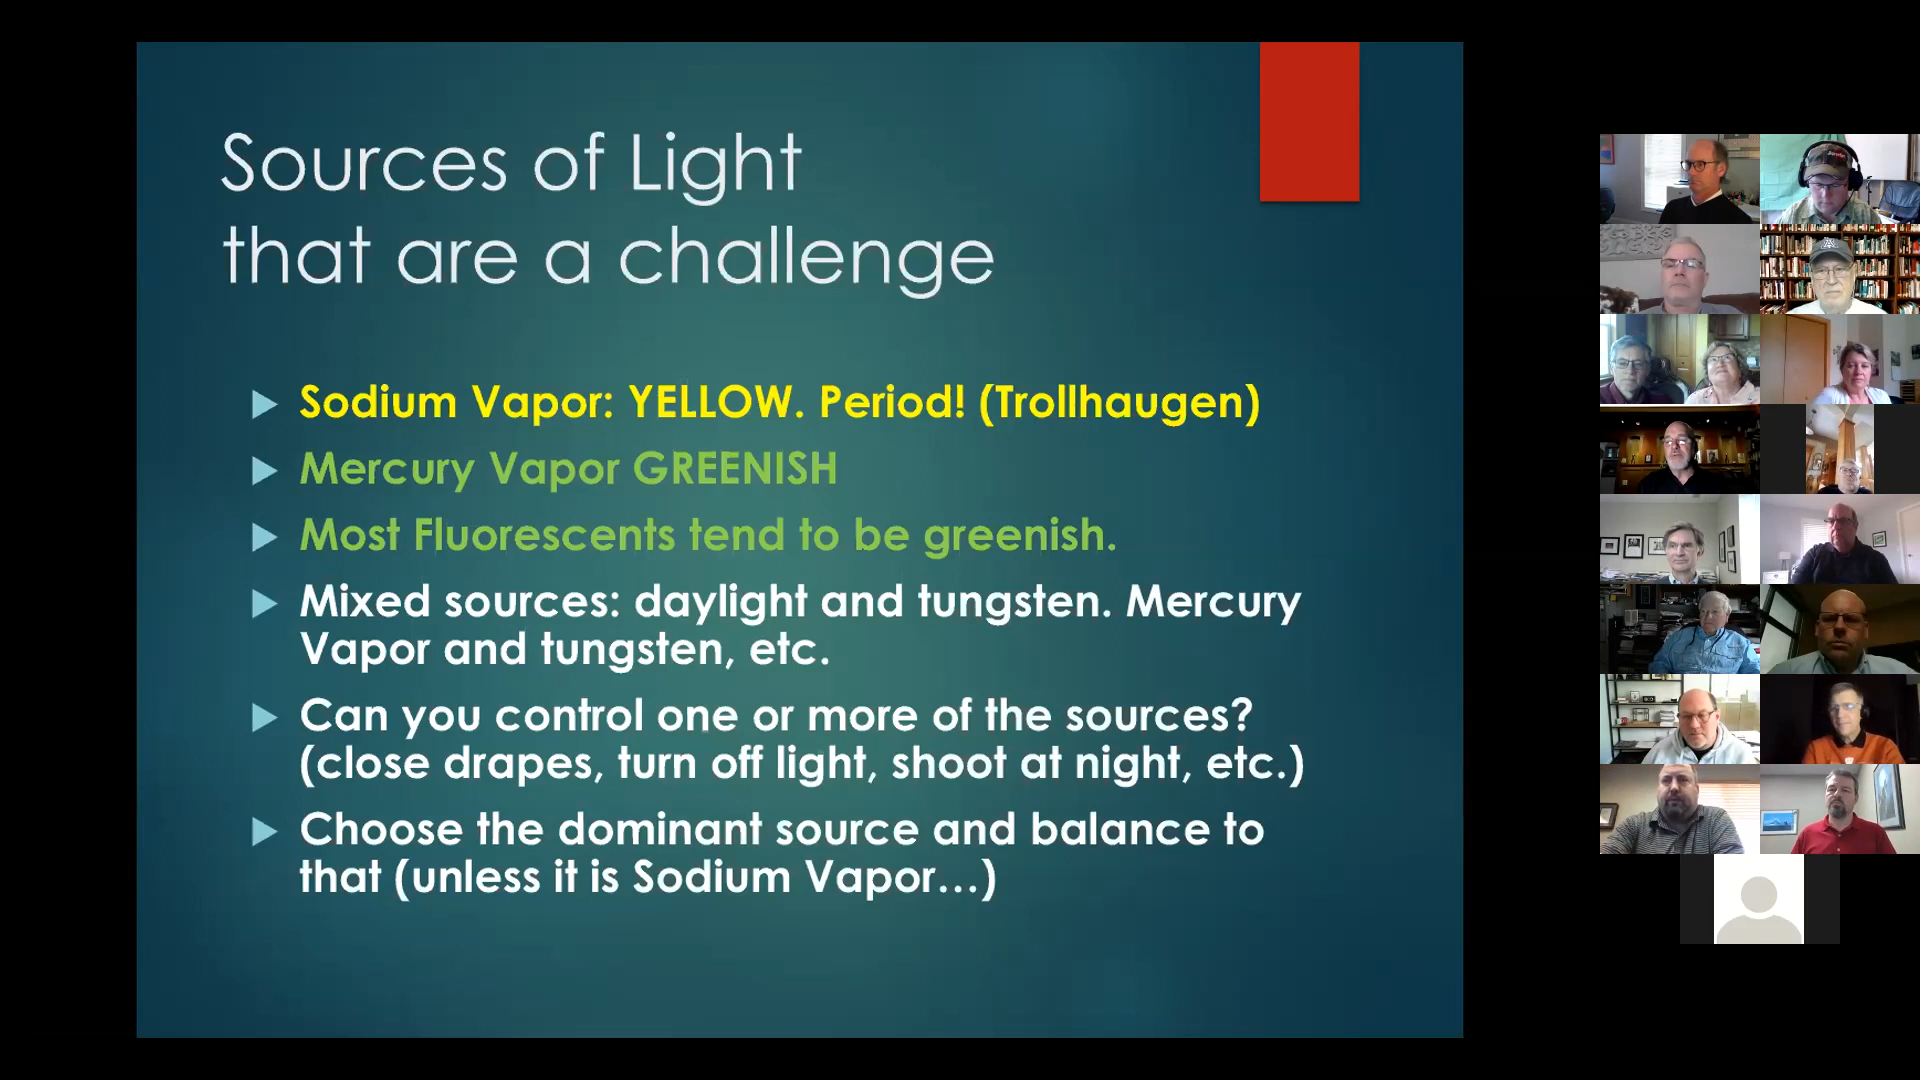 Sources of Light
that are a challenge
Sodium Vapor: YELLOW. Period! (Trollhaugen)
Mercury Vapor GREENISH
Most Fluorescents tend to be greenish.
Mixed sources: daylight and tungsten. Mercury
Vapor and tungsten, etc.
Can you control one or more of the sources?
(close drapes, turn off light, shoot at night, etc.)
Choose the dominant source and balance to
that (unless it is Sodium Vapor...)